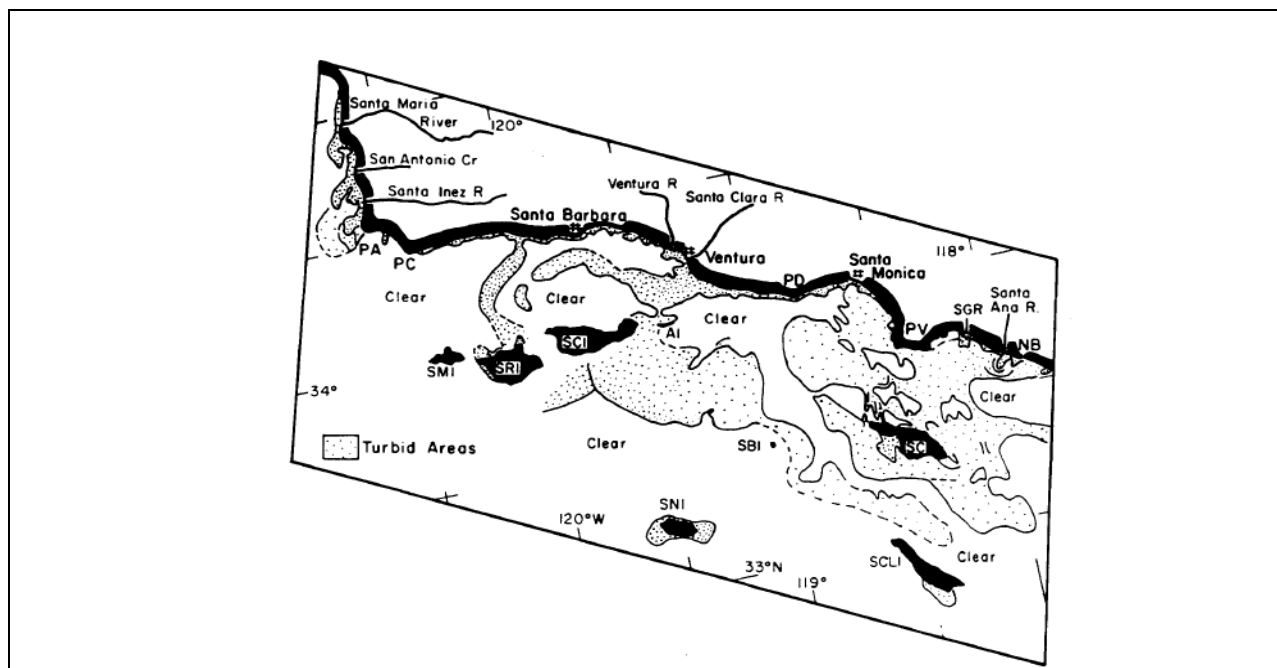 Santa Maria
River
120°
San Antonio Cr
Santa Inez R
Ventura R
Santa Clara R
Santa Barbara
Ventura
118°
PA
PC
PD
Santa
Monica
Santa
Ana R.
SGR
PV
NB
Clear
Clear
Clear
AI
SCI
SMI
SRI
34°
Clear
Clear
SBI
SC
Turbid Areas
SNI
120°W
33°N
119°
SCLI
Clear